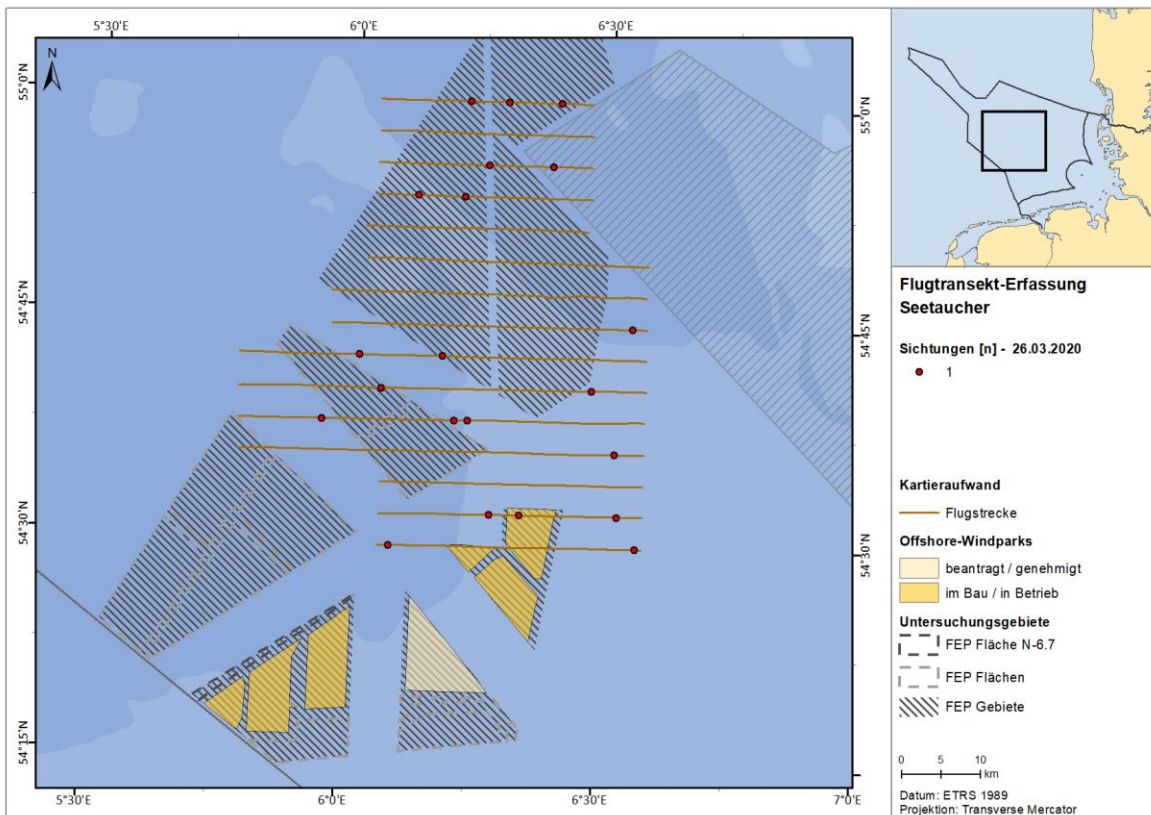 5°30'E
6°0'E
6°30'E
N
55°0'N
54°45'N
54°30'N
54°15'N
55°0'N
54°45'N
54°30'N
5°30'E
6°0'E
6°30'E
7°0'E
Flugtransekt-Erfassung
Seetaucher
Sichtungen [n] - 26.03.2020
1
Kartieraufwand
Flugstrecke
Offshore-Windparks
beantragt / genehmigt
im Bau / in Betrieb
Untersuchungsgebiete
FEP Fläche N-6.7
FEP Flächen
FEP Gebiete
0 5 10
km
Datum: ETRS 1989
Projektion: Transverse Mercator